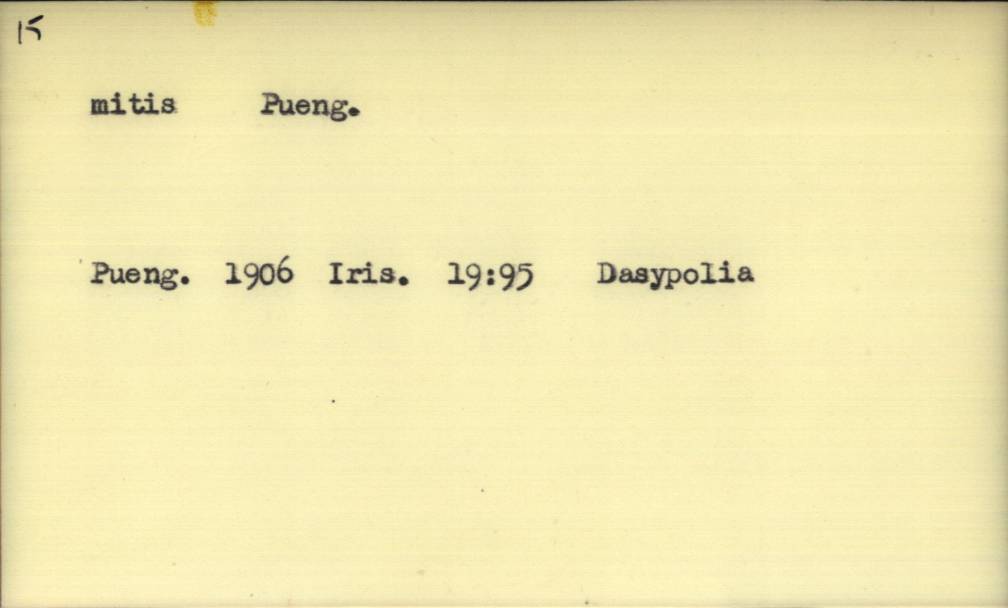 15
mitis Pueng.
Pueng. 1906 Iris. 19:95 Dasypolia